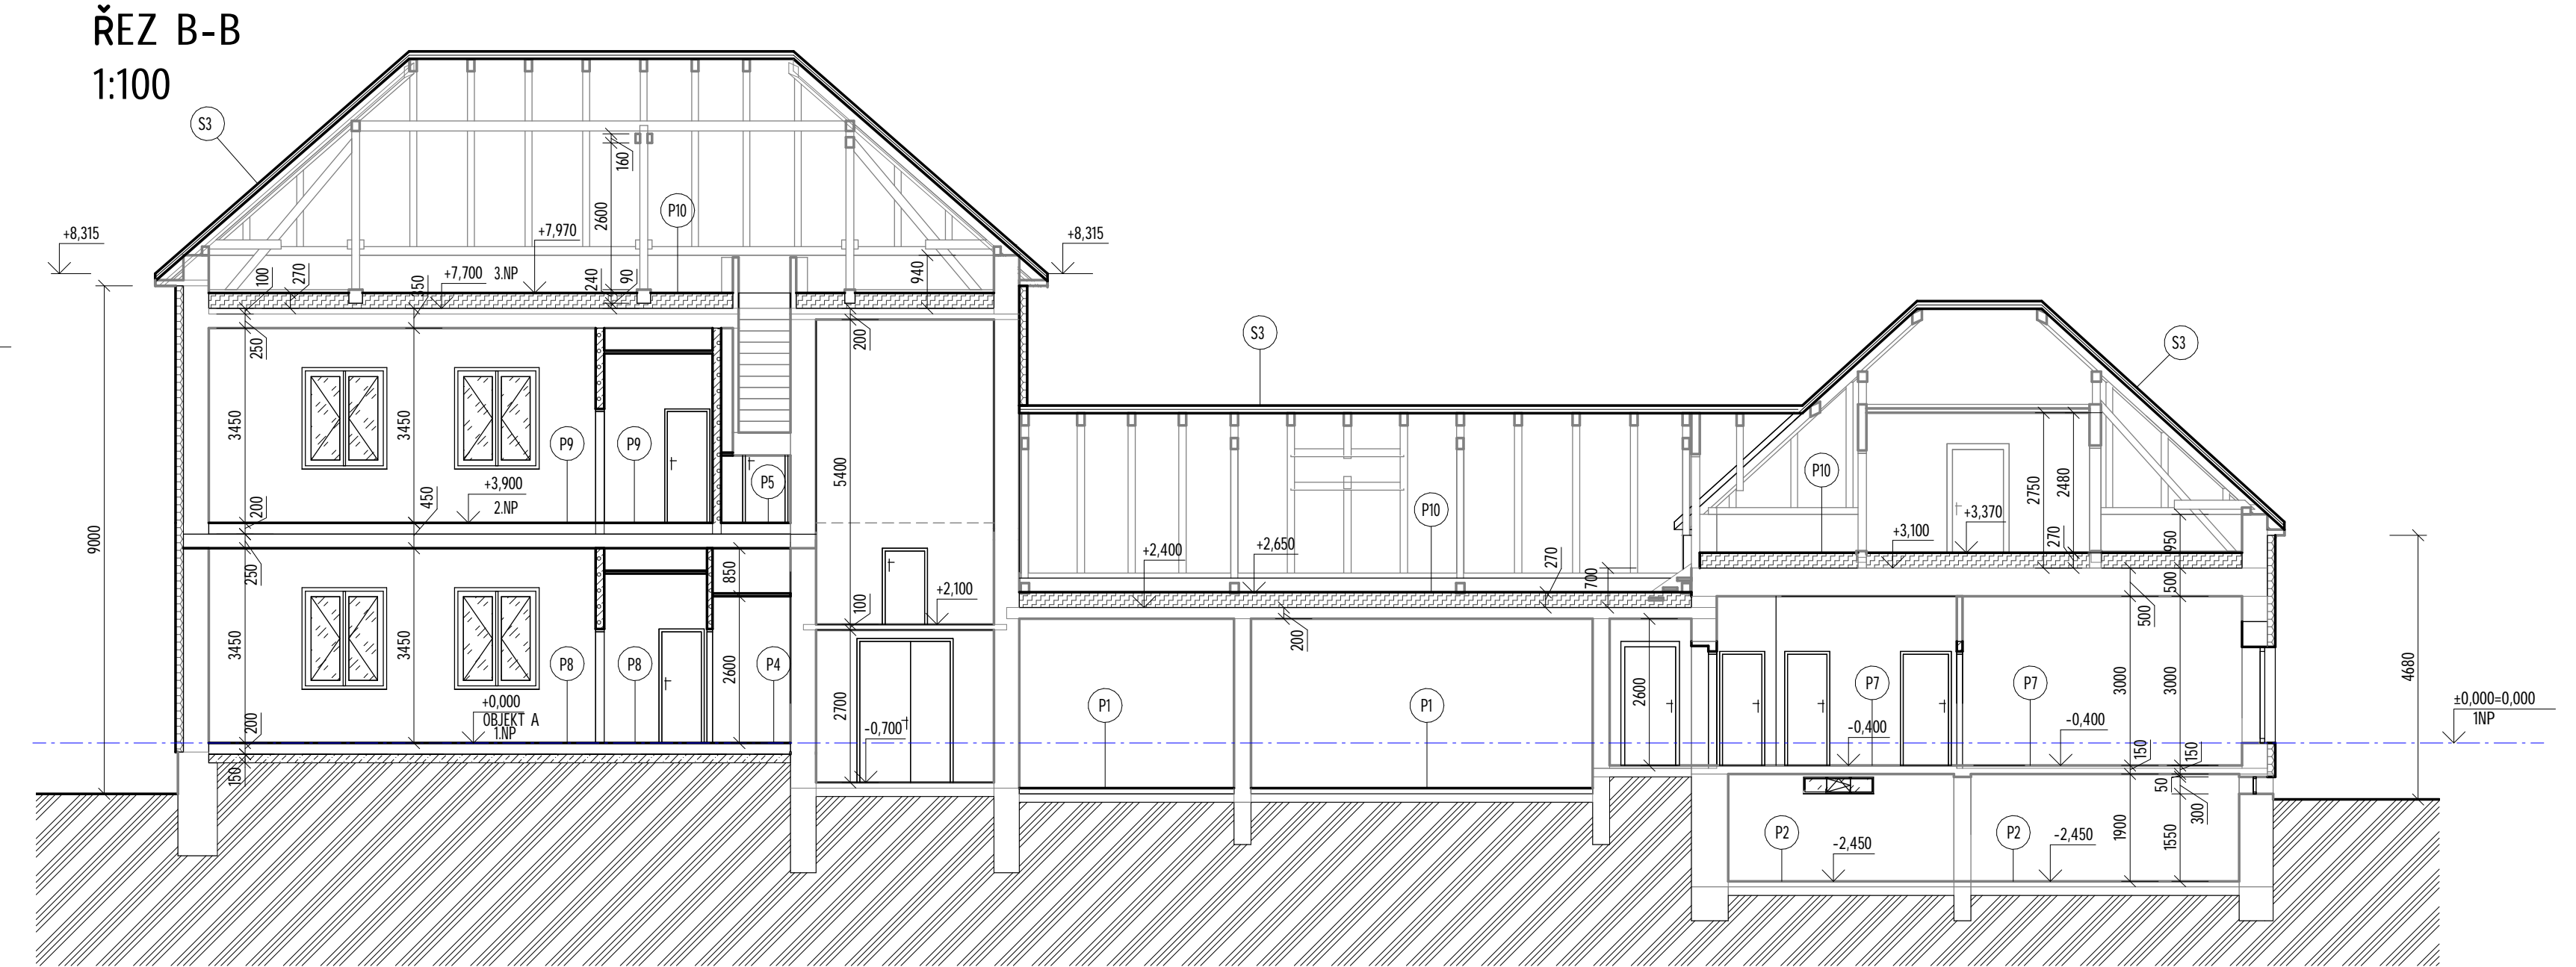 ŘEZ B-B
1:100
S3
+8,315
160
2600
P10
+7,970
+8,315
100
270
350
+7,700 3.NP
240
90
940
250
200
S3
S3
3450
3450
P9
P9
P5
5400
P10
2750
2480
+3,900
2.NP
450
200
P10
+3,370
+3,100
270
950
9000
250
850
+2,400
+2,650
270
700
500
500
100
+2,100
200
3450
3450
P8
P8
2600
P4
2700
P1
P1
2600
P7
P7
3000
3000
4680
+0,000
OBJEKT A
1.NP
200
150
-0,700
-0,400
-0,400
150
150
±0,000=0,000
1NP
50
300
P2
-2,450
P2
-2,450
1900
1550